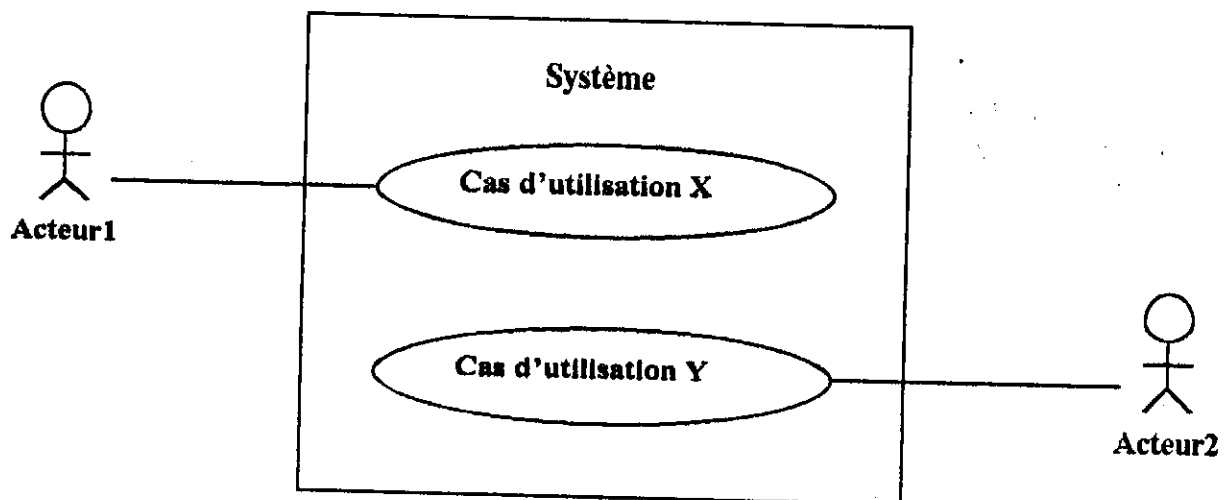 Système
Cas d'utilisation X
Acteur1
Cas d'utilisation Y
Acteur2